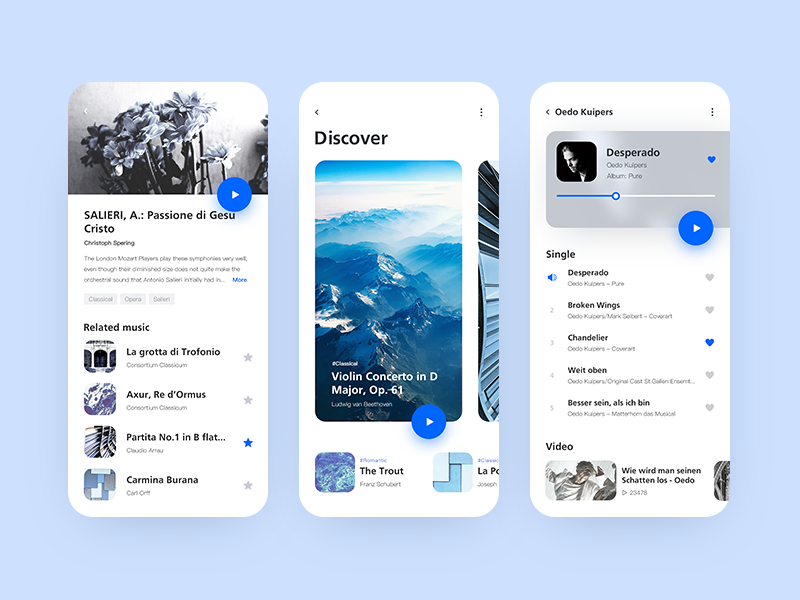 SALIERI, A.: Passione di Gesu
Cristo
Christoph Spering
The London Mozart Players play these symphonies very well,
even though their diminished size does not quite make the
orchestral sound that Antonio Salieri initially had in... More
Classical Opera Salieri
Related music
La grotta di Trofonio
Consortium Classicum
Axur, Re d'Ormus
Consortium Classicum
Partita No.1 in B flat...
Claudio Arrau
Carmina Burana
Carl Orff
Discover
#Classical
Violin Concerto in D
Major, Op. 61
Ludwig van Beethoven
#Romantic
The Trout
Franz Schubert
#Classic
La Po
Joseph
Oedo Kuipers
Desperado
Oedo Kuipers
Album: Pure
Single
Desperado
Oedo Kuipers – Pure
2
Broken Wings
Oedo Kuipers/Mark Seibert – Coverart
3
Chandelier
Oedo Kuipers – Coverart
4
Weit oben
Oedo Kuipers/Original Cast St.Gallen Ensemt...
5
Besser sein, als ich bin
Oedo Kuipers – Matterhorn das Musical
Video
Wie wird man seinen
Schatten los - Oedo
23478